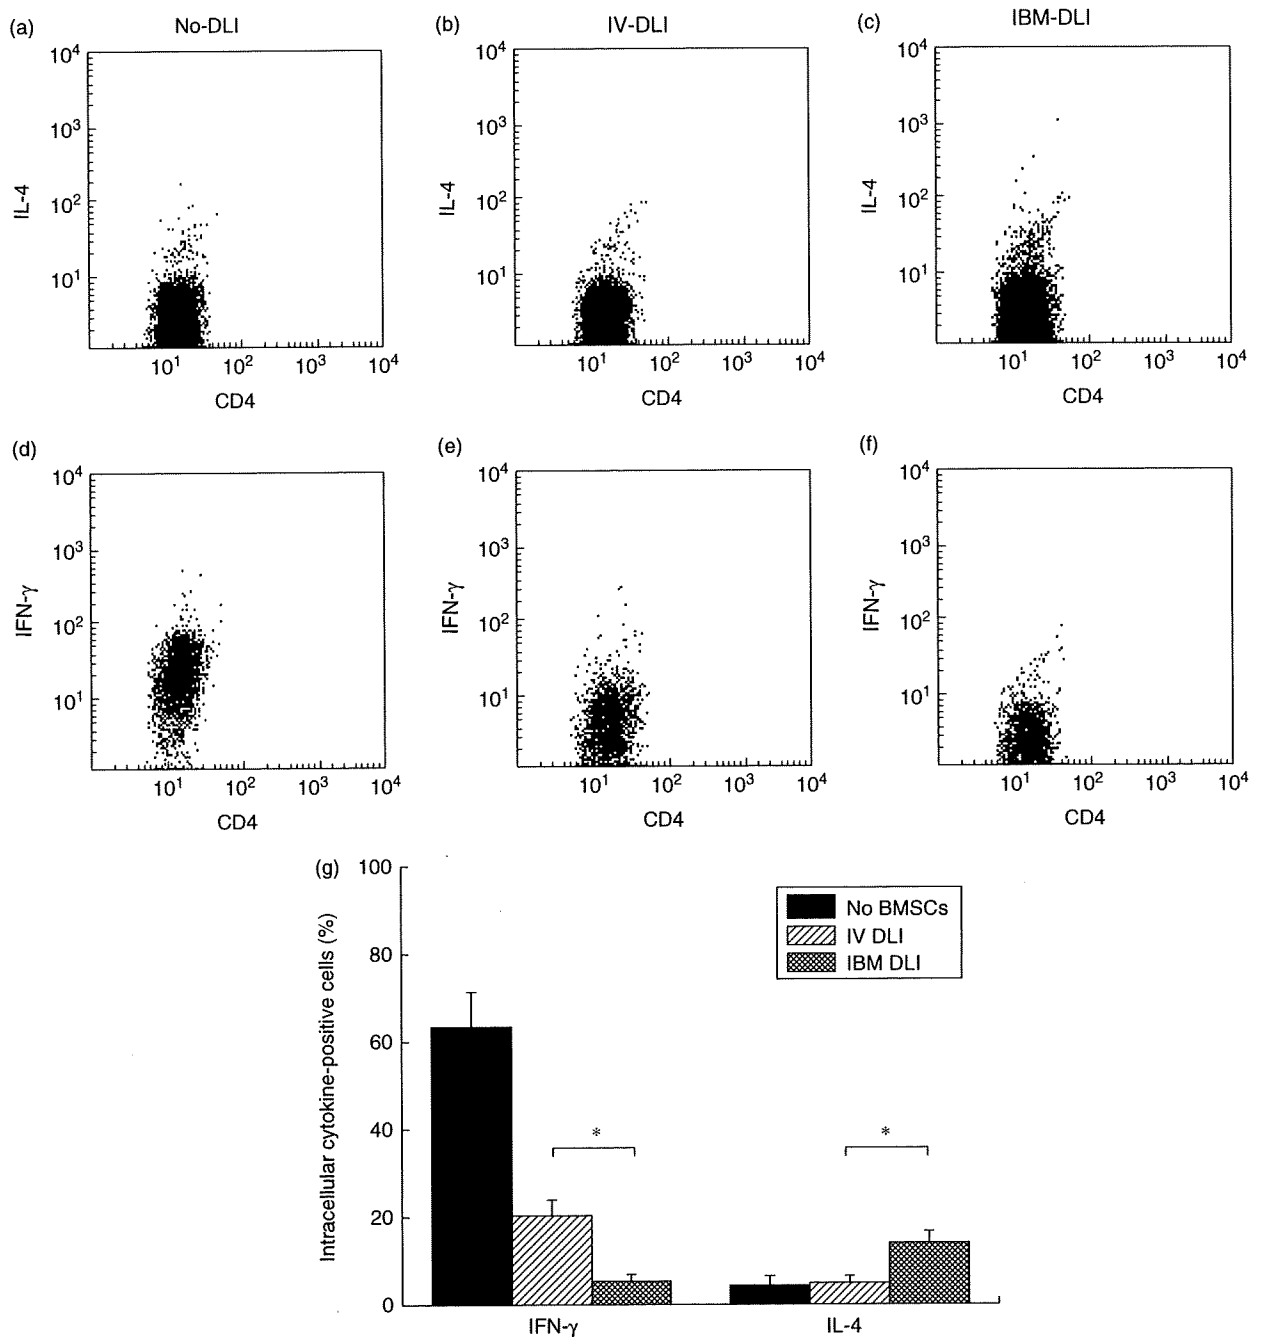 (a) No-DLI
(b) IV-DLI
(c) IBM-DLI
10⁴
10³
10²
10¹
IL-4
10¹ 10² 10³ 10⁴
CD4
10⁴
10³
10²
10¹
IL-4
10¹ 10² 10³ 10⁴
CD4
10⁴
10³
10²
10¹
IL-4
10¹ 10² 10³ 10⁴
CD4
(d)
10⁴
10³
10²
10¹
IFN-γ
10¹ 10² 10³ 10⁴
CD4
(e)
10⁴
10³
10²
10¹
IFN-γ
10¹ 10² 10³ 10⁴
CD4
(f)
10⁴
10³
10²
10¹
IFN-γ
10¹ 10² 10³ 10⁴
CD4
(g)
Intracellular cytokine-positive cells (%)
100
80
60
40
20
0
No BMSCs
IV DLI
IBM DLI
*
*
IFN-γ IL-4